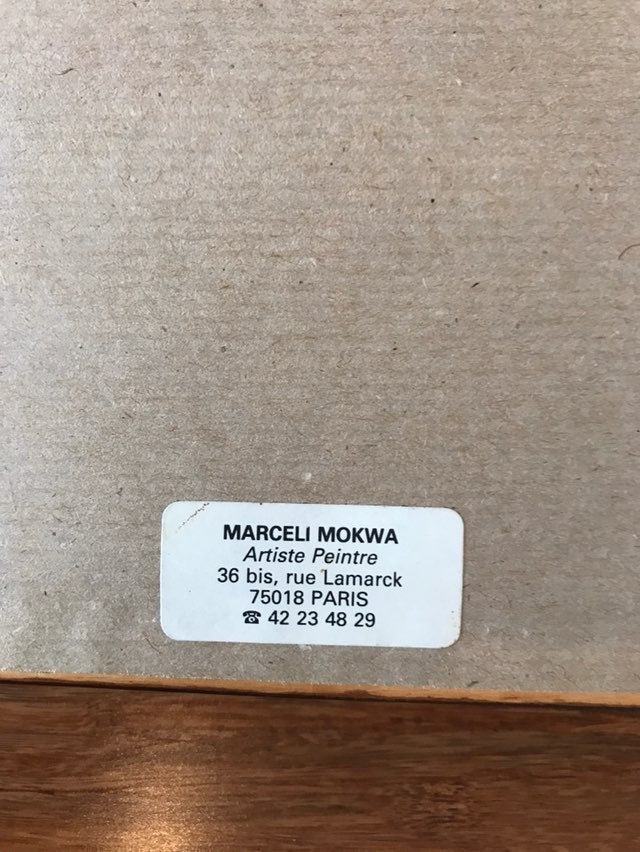 MARCELI MOKWA
Artiste Peintre
36 bis, rue Lamarck
75018 PARIS
☎ 42 23 48 29